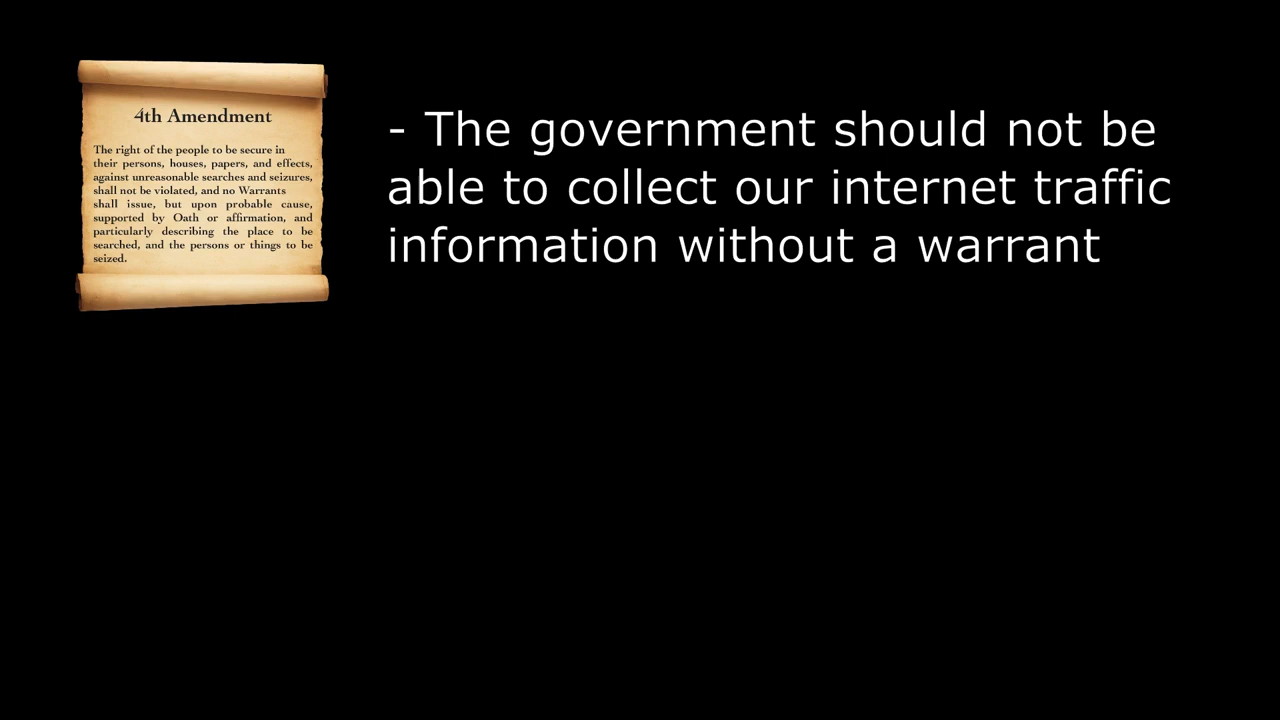 4th Amendment
The right of the people to be secure in
their persons, houses, papers, and effects,
against unreasonable searches and seizures,
shall not be violated, and no Warrants
shall issue, but upon probable cause,
supported by Oath or affirmation, and
particularly describing the place to be
searched, and the persons or things to be
seized.
- The government should not be
able to collect our internet traffic
information without a warrant